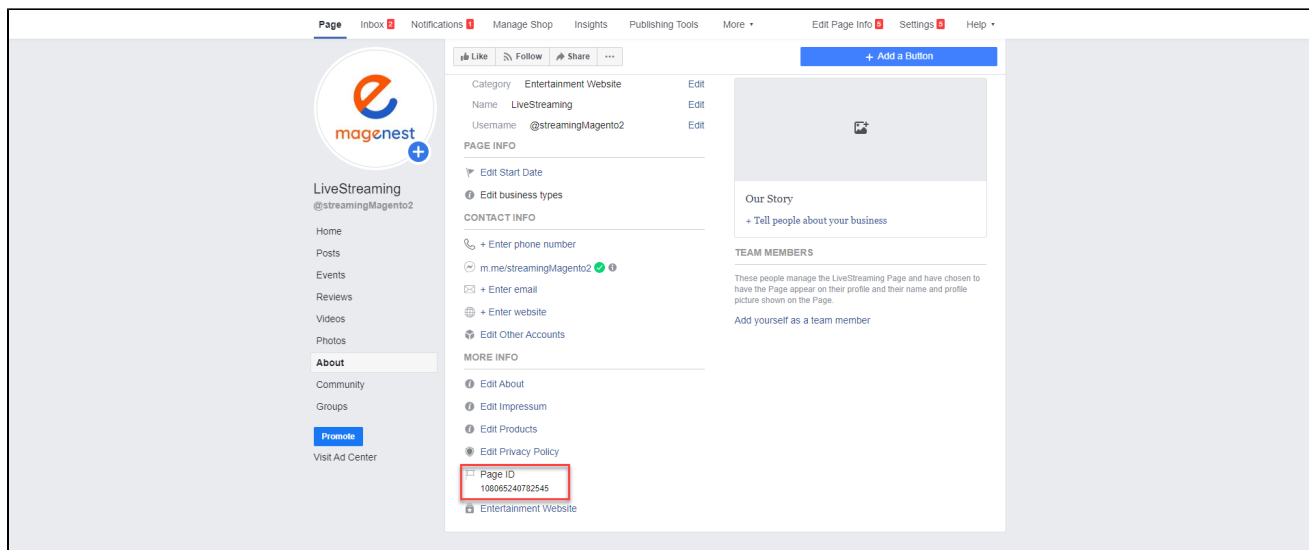 Page Inbox 2 Notifications 1 Manage Shop Insights Publishing Tools More Edit Page Info 5 Settings 5 Help
magenest
LiveStreaming
@streamingMagento2
Home
Posts
Events
Reviews
Videos
Photos
About
Community
Groups
Promote
Visit Ad Center
Like Follow Share ...
+ Add a Button
Category Entertainment Website Edit
Name LiveStreaming Edit
Username @streamingMagento2 Edit
PAGE INFO
Edit Start Date
Edit business types
CONTACT INFO
+ Enter phone number
m.me/streamingMagento2
+ Enter email
+ Enter website
Edit Other Accounts
MORE INFO
Edit About
Edit Impressum
Edit Products
Edit Privacy Policy
Page ID
108065240782545
Entertainment Website
Our Story
+ Tell people about your business
TEAM MEMBERS
These people manage the LiveStreaming Page and have chosen to
have the Page appear on their profile and their name and profile
picture shown on the Page.
Add yourself as a team member